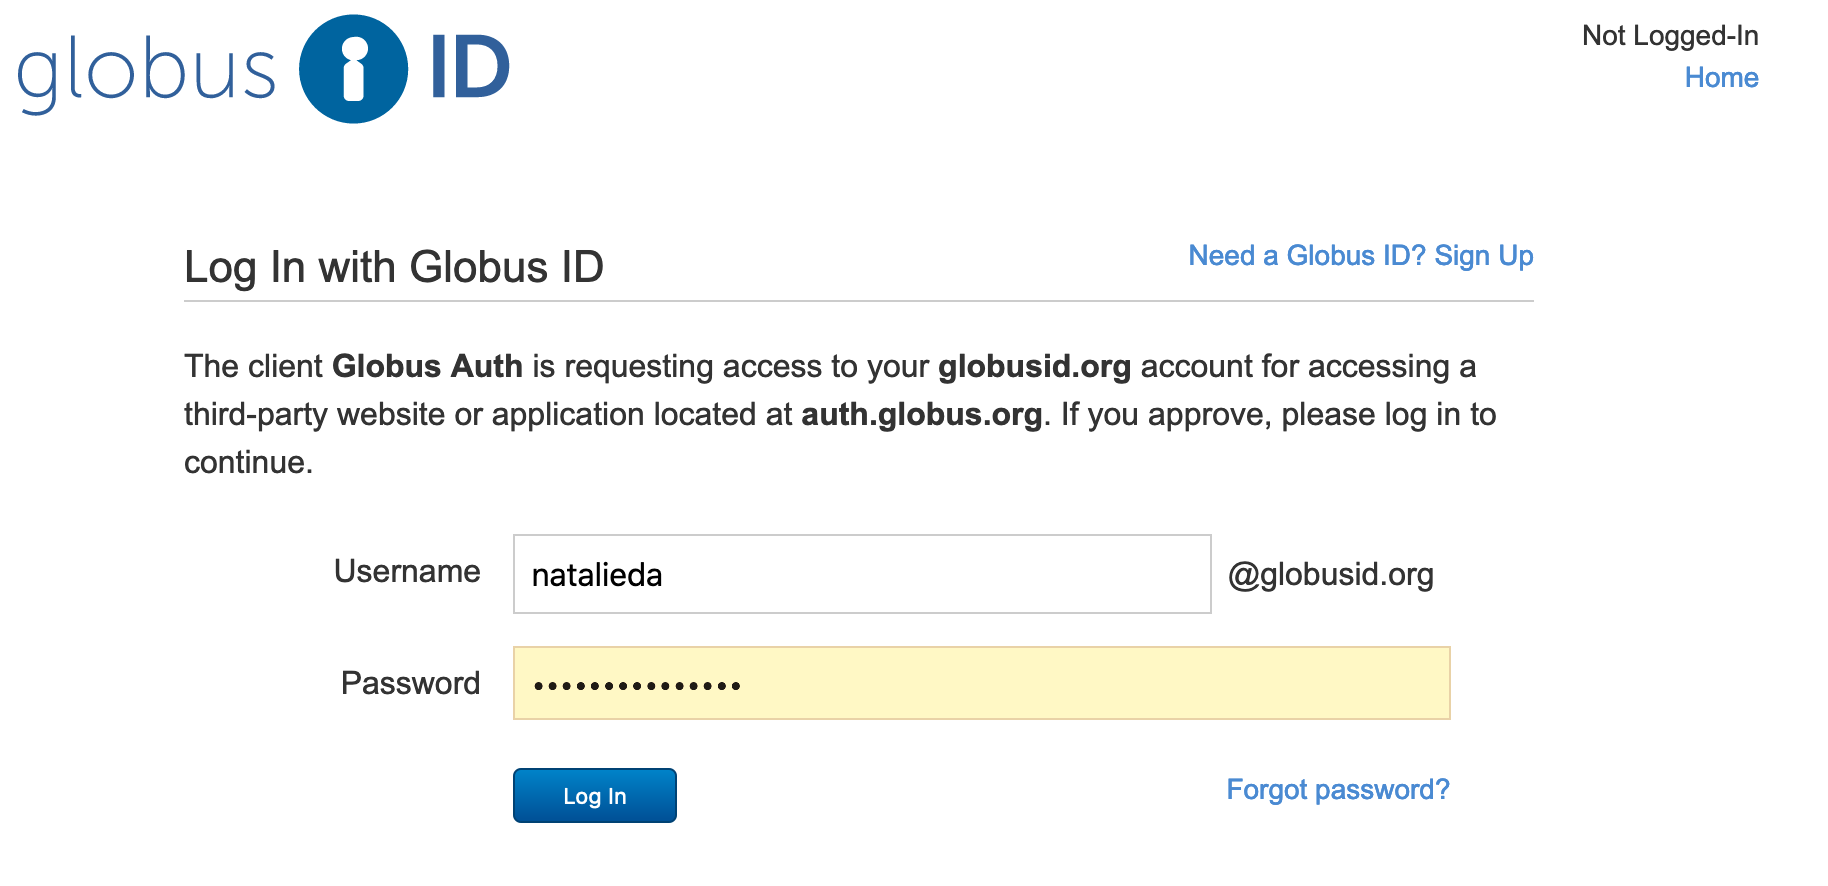 globus i ID
Not Logged-In
Home
Log In with Globus ID
Need a Globus ID? Sign Up
The client Globus Auth is requesting access to your globusid.org account for accessing a
third-party website or application located at auth.globus.org. If you approve, please log in to
continue.
Username
natalieda
@globusid.org
Password
•••••••••••••••
Log In
Forgot password?